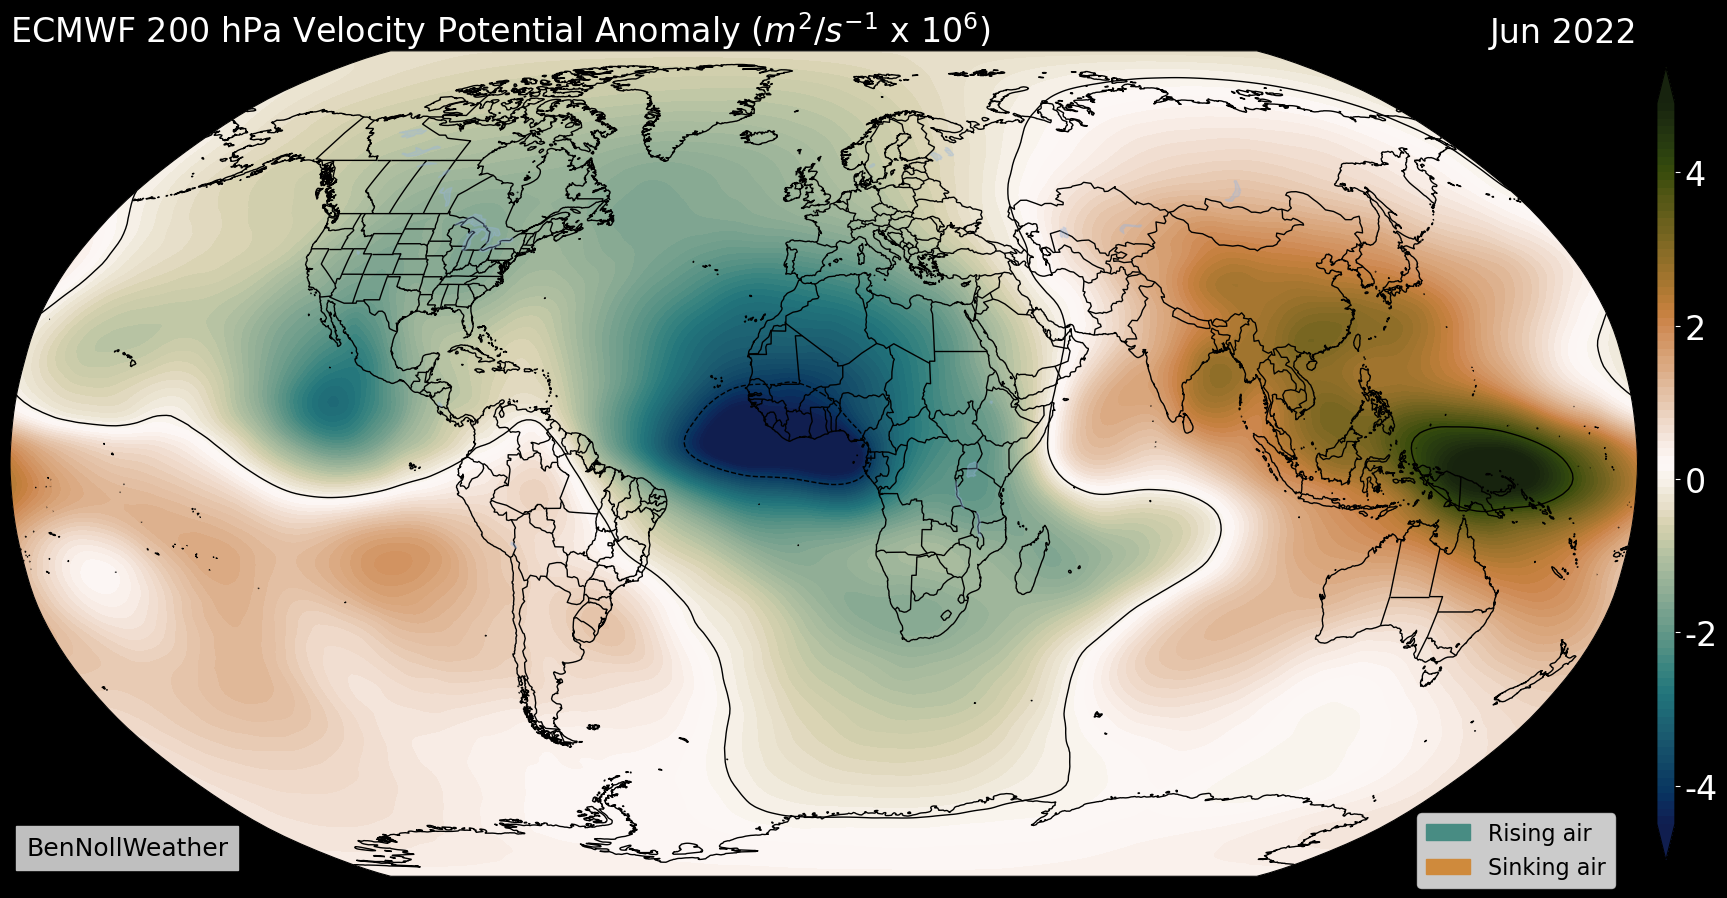 ECMWF 200 hPa Velocity Potential Anomaly (m²/s⁻¹ x 10⁶)
Jun 2022
4
2
0
-2
-4
BenNollWeather
Rising air
Sinking air